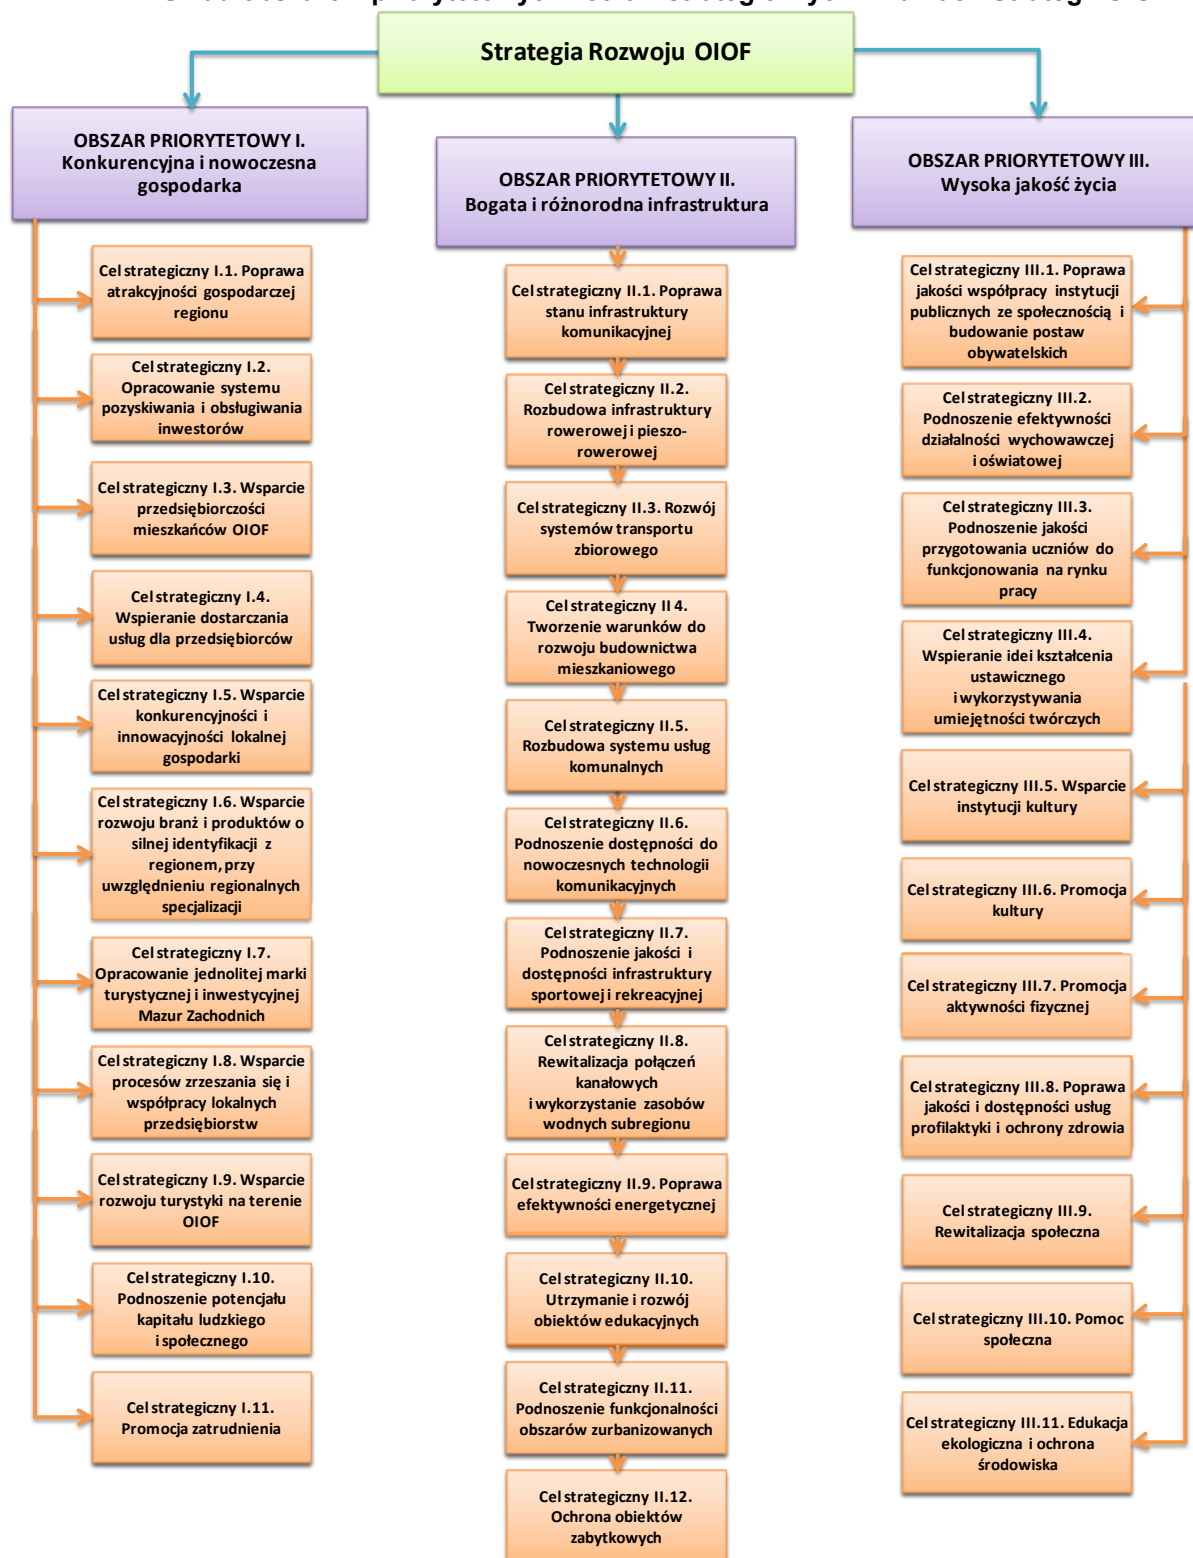 Strategia Rozwoju OIOF
OBSZAR PRIORYTETOWY I.
Konkurencyjna i nowoczesna
gospodarka
Cel strategiczny I.1. Poprawa
atrakcyjności gospodarczej
regionu
Cel strategiczny I.2.
Opracowanie systemu
pozyskiwania i obsługiwania
inwestorów
Cel strategiczny I.3. Wsparcie
przedsiębiorczości
mieszkańców OIOF
Cel strategiczny I.4.
Wspieranie dostarczania
usług dla przedsiębiorców
Cel strategiczny I.5. Wsparcie
konkurencyjności i
innowacyjności lokalnej
gospodarki
Cel strategiczny I.6. Wsparcie
rozwoju branż i produktów o
silnej identyfikacji z
regionem, przy
uwzględnieniu regionalnych
specjalizacji
Cel strategiczny I.7.
Opracowanie jednolitej marki
turystycznej i inwestycyjnej
Mazur Zachodnich
Cel strategiczny I.8. Wsparcie
procesów zrzeszania się i
współpracy lokalnych
przedsiębiorstw
Cel strategiczny I.9. Wsparcie
rozwoju turystyki na terenie
OIOF
Cel strategiczny I.10.
Podnoszenie potencjału
kapitału ludzkiego
i społecznego
Cel strategiczny I.11.
Promocja zatrudnienia
OBSZAR PRIORYTETOWY II.
Bogata i różnorodna infrastruktura
Cel strategiczny II.1. Poprawa
stanu infrastruktury
komunikacyjnej
Cel strategiczny II.2.
Rozbudowa infrastruktury
rowerowej i pieszo-
rowerowej
Cel strategiczny II.3. Rozwój
systemów transportu
zbiorowego
Cel strategiczny II 4.
Tworzenie warunków do
rozwoju budownictwa
mieszkaniowego
Cel strategiczny II.5.
Rozbudowa systemu usług
komunalnych
Cel strategiczny II.6.
Podnoszenie dostępności do
nowoczesnych technologii
komunikacyjnych
Cel strategiczny II.7.
Podnoszenie jakości i
dostępności infrastruktury
sportowej i rekreacyjnej
Cel strategiczny II.8.
Rewitalizacja połączeń
kanałowych
i wykorzystanie zasobów
wodnych subregionu
Cel strategiczny II.9. Poprawa
efektywności energetycznej
Cel strategiczny II.10.
Utrzymanie i rozwój
obiektów edukacyjnych
Cel strategiczny II.11.
Podnoszenie funkcjonalności
obszarów zurbanizowanych
Cel strategiczny II.12.
Ochrona obiektów
zabytkowych
OBSZAR PRIORYTETOWY III.
Wysoka jakość życia
Cel strategiczny III.1. Poprawa
jakości współpracy instytucji
publicznych ze społecznością i
budowanie postaw
obywatelskich
Cel strategiczny III.2.
Podnoszenie efektywności
działalności wychowawczej
i oświatowej
Cel strategiczny III.3.
Podnoszenie jakości
przygotowania uczniów do
funkcjonowania na rynku
pracy
Cel strategiczny III.4.
Wspieranie idei kształcenia
ustawicznego
i wykorzystywania
umiejętności twórczych
Cel strategiczny III.5. Wsparcie
instytucji kultury
Cel strategiczny III.6. Promocja
kultury
Cel strategiczny III.7. Promocja
aktywności fizycznej
Cel strategiczny III.8. Poprawa
jakości i dostępności usług
profilaktyki i ochrony zdrowia
Cel strategiczny III.9.
Rewitalizacja społeczna
Cel strategiczny III.10. Pomoc
społeczna
Cel strategiczny III.11. Edukacja
ekologiczna i ochrona
środowiska